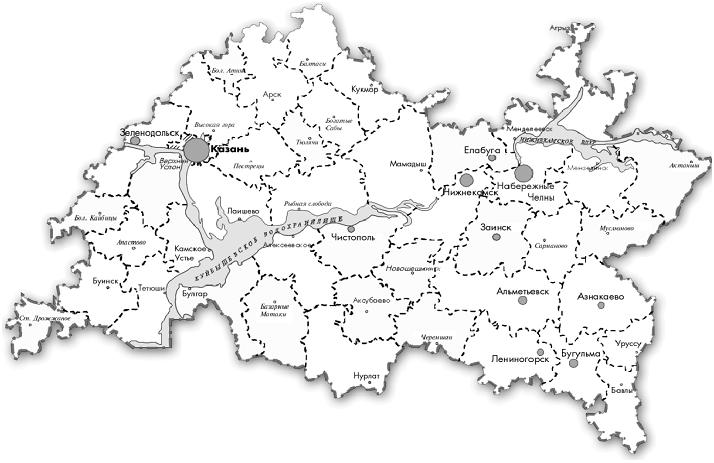 Агрыз
Балтаси
Бол. Атня
Кукмор
Арск
Богатые
Сабы
Высокая гора
Менделеевск
Зеленодольск
Тюлячи
НИЖНЕКАМСКОЕ ВДХР
Казань
Елабуга
Верхний
Услон
Пестрецы
Мамадыш
Мензелинск
Актаныш
Нижнекамск
Набережные
Челны
Рыбная слобода
Лаишево
Бол. Кайбицы
КУЙБЫШЕВСКОЕ ВОДОХРАНИЛИЩЕ
Чистополь
Заинск
Муслюмово
Апастово
Камское
Устье
Алексеевское
Сарманово
Новошешминск
Буинск
Тетюши
Булгар
Альметьевск
Азнакаево
Базарные
Матаки
Аксубаево
Ст. Дрожжаное
Черемшан
Уруссу
Лениногорск
Бугульма
Нурлат
Бавлы